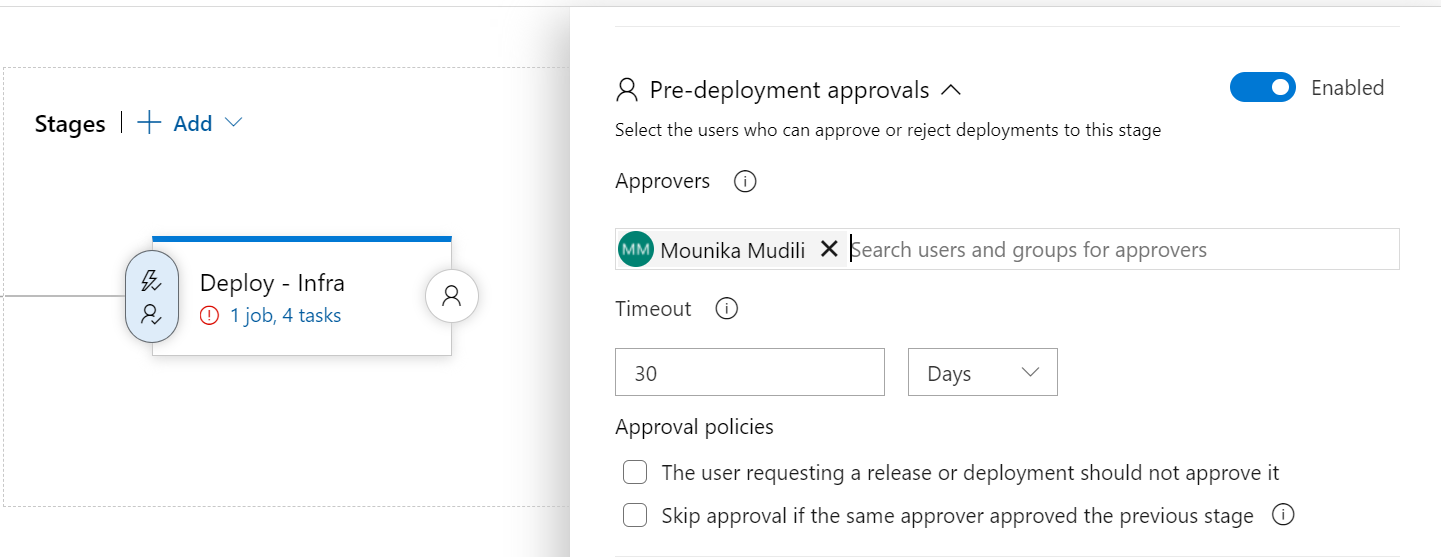 Stages
Add
Deploy - Infra
1 job, 4 tasks
Pre-deployment approvals
Enabled
Select the users who can approve or reject deployments to this stage
Approvers
MM Mounika Mudili Search users and groups for approvers
Timeout
30
Days
Approval policies
The user requesting a release or deployment should not approve it
Skip approval if the same approver approved the previous stage